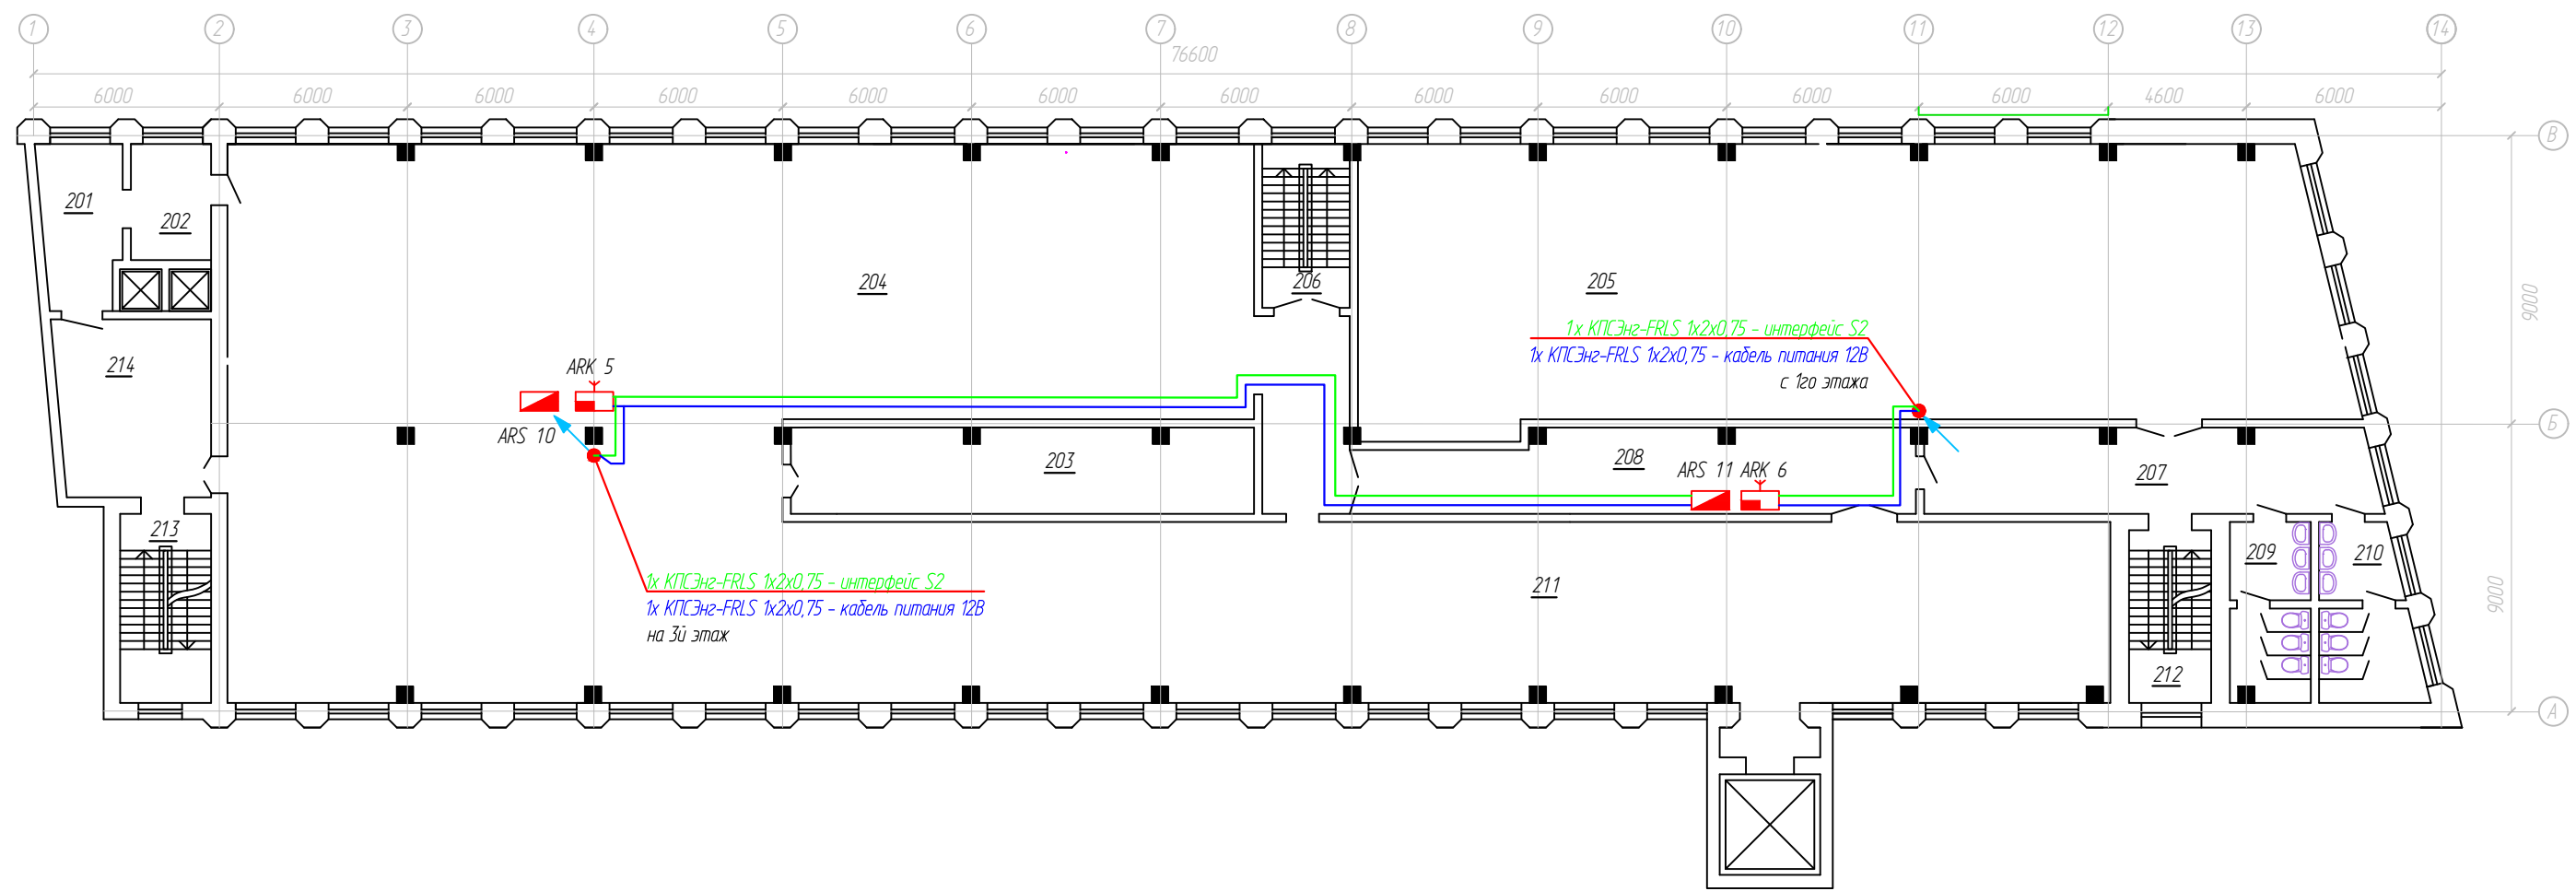 1 2 3 4 5 6 7 8 9 10 11 12 13 14
76600
6000 6000 6000 6000 6000 6000 6000 6000 6000 6000 6000 4600 6000
В
201
202
204
206
205
9000
1х КПСЭнг-FRLS 1х2х0,75 - интерфейс S2
1х КПСЭнг-FRLS 1х2х0,75 - кабель питания 12В
с 1го этажа
214
ARK 5
ARS 10
Б
203
208
ARS 11 ARK 6
207
213
209
210
1х КПСЭнг-FRLS 1х2х0,75 - интерфейс S2
1х КПСЭнг-FRLS 1х2х0,75 - кабель питания 12В
на 3й этаж
211
9000
212
А